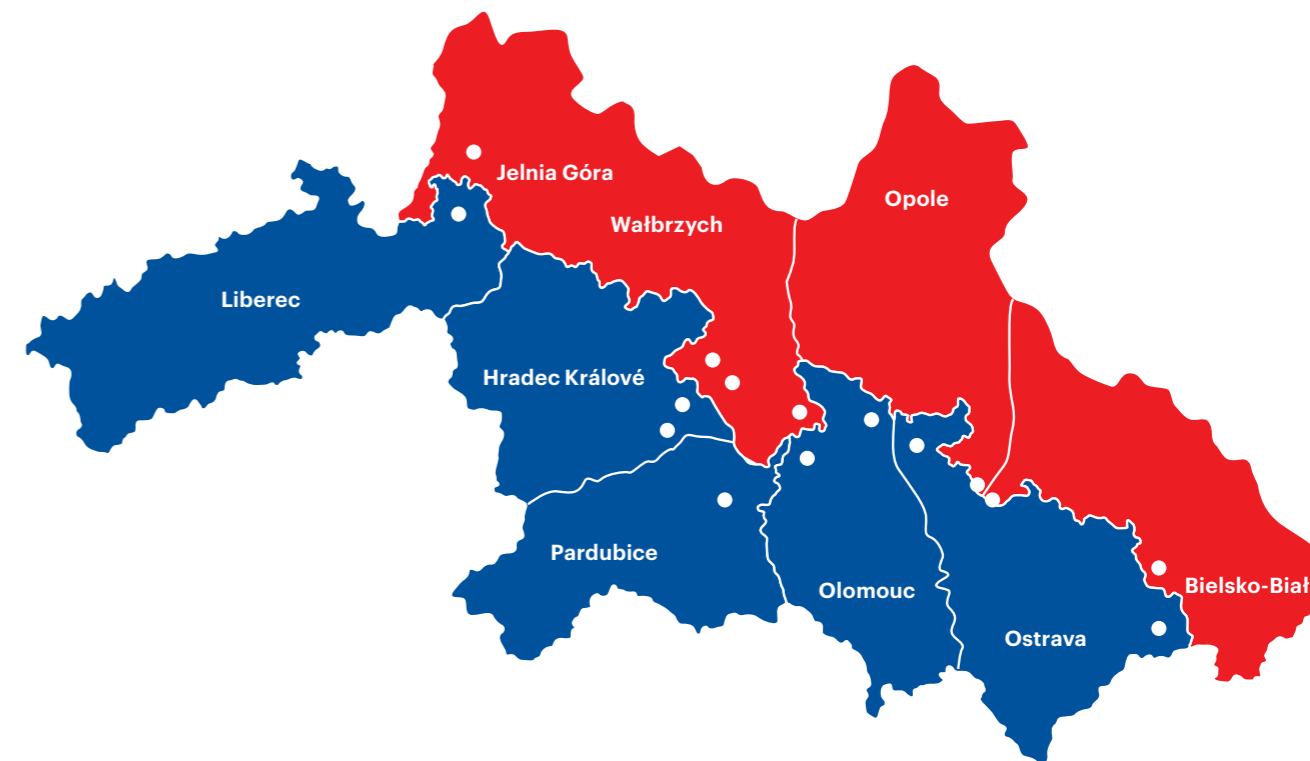 Jelnia Góra
Opole
Wałbrzych
Liberec
Hradec Králové
Pardubice
Olomouc
Bielsko-Biał
Ostrava